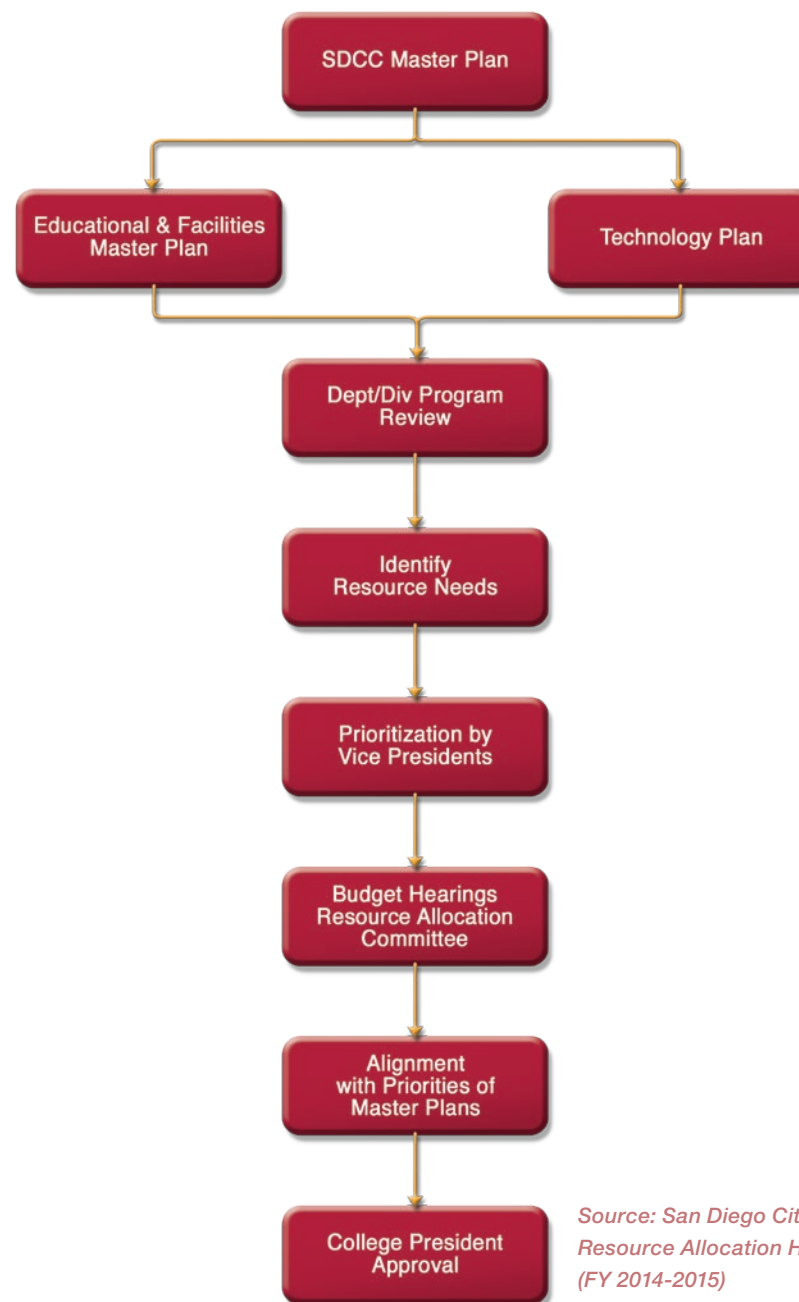 SDCC Master Plan
Educational & Facilities
Master Plan
Technology Plan
Dept/Div Program
Review
Identify
Resource Needs
Prioritization by
Vice Presidents
Budget Hearings
Resource Allocation
Committee
Alignment
with Priorities of
Master Plans
College President
Approval
Source: San Diego
Resource Allocation
(FY 2014-2015)